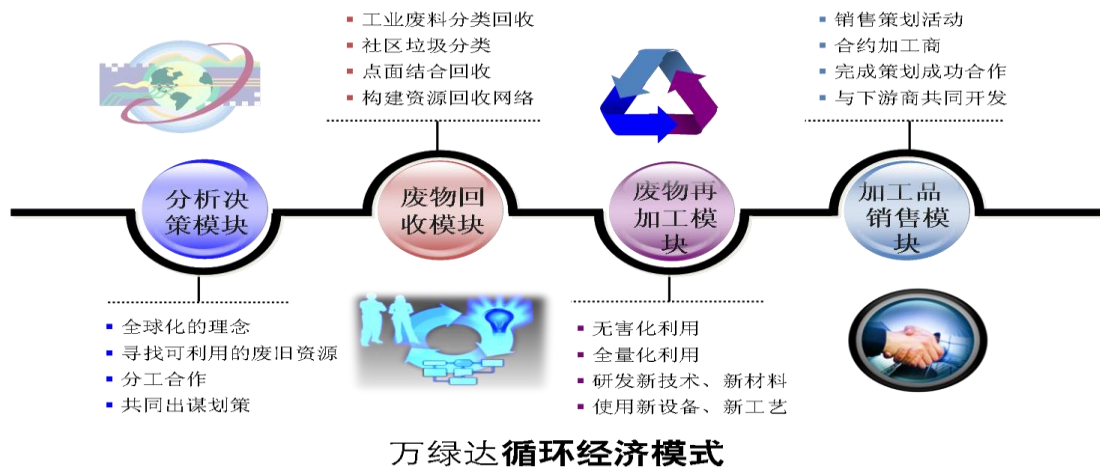 工业废料分类回收
社区垃圾分类
点面结合回收
构建资源回收网络
销售策划活动
合约加工商
完成策划成功合作
与下游商共同开发
分析决
策模块
废物回
收模块
废物再
加工模
块
加工品
销售模
块
全球化的理念
寻找可利用的废旧资源
分工合作
共同出谋划策
无害化利用
全量化利用
研发新技术、新材料
使用新设备、新工艺
万绿达循环经济模式